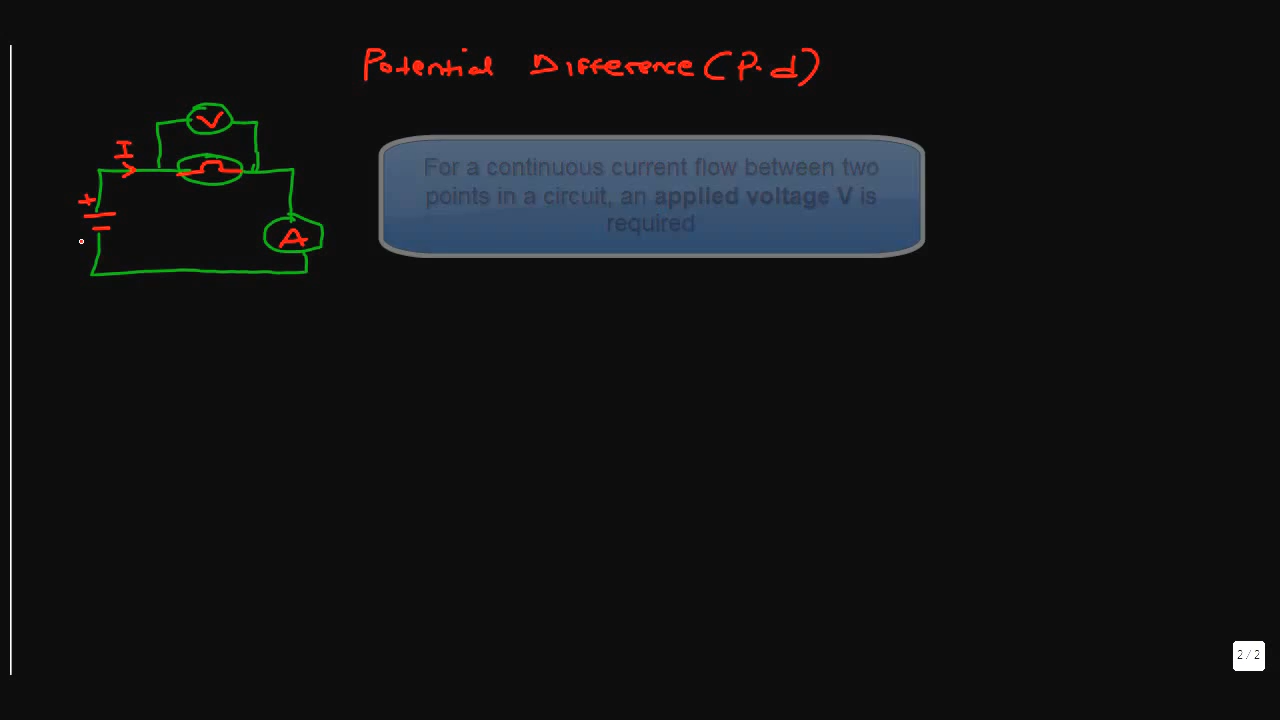 Potential Difference (P.d)
V
I
+
A
For a continuous current flow between two
points in a circuit, an applied voltage V is
required
2 / 2